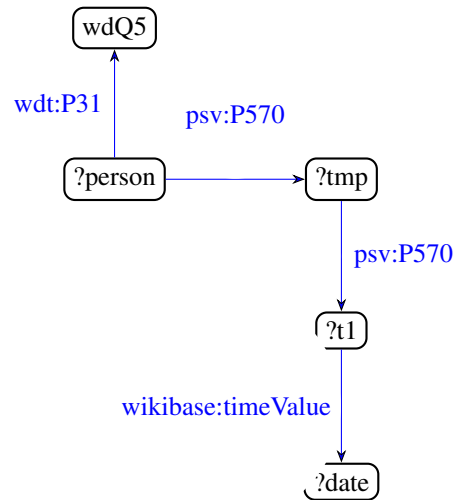 wdQ5
wdt:P31
psv:P570
?person
?tmp
psv:P570
?t1
wikibase:timeValue
?date